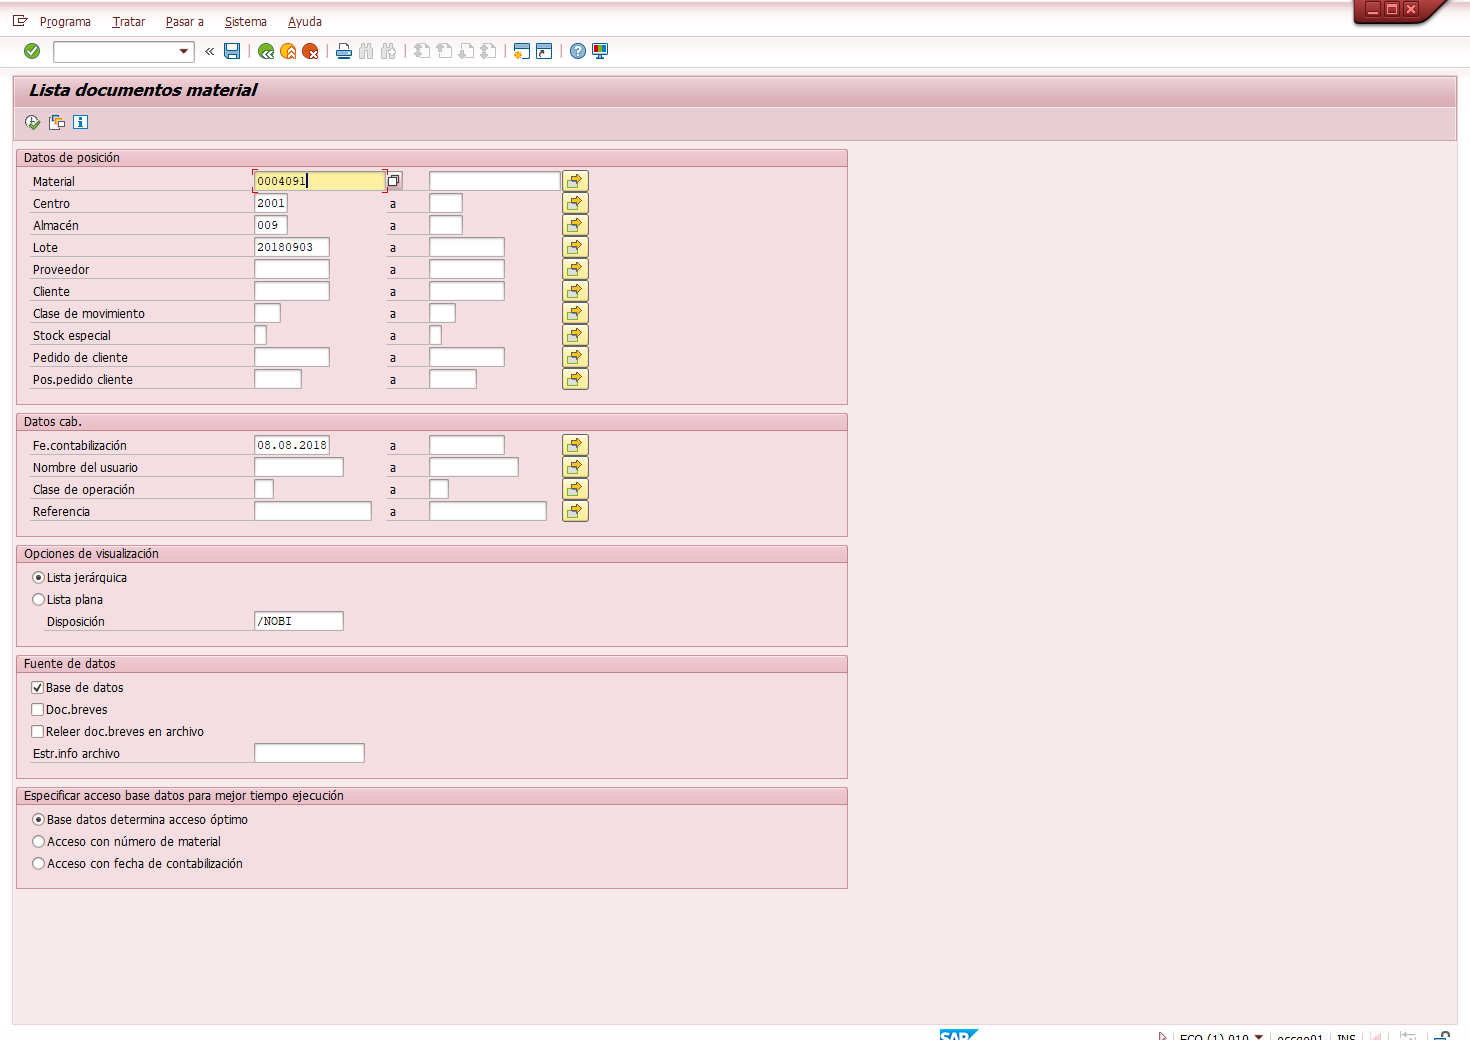 Programa Tratar Pasar a Sistema Ayuda
Lista documentos material
Datos de posición
Material 0004091
Centro 2001 a
Almacén 009 a
Lote 20180903 a
Proveedor a
Cliente a
Clase de movimiento a
Stock especial a
Pedido de cliente a
Pos.pedido cliente a
Datos cab.
Fe.contabilización 08.08.2018 a
Nombre del usuario a
Clase de operación a
Referencia a
Opciones de visualización
Lista jerárquica
Lista plana
Disposición /NOBI
Fuente de datos
Base de datos
Doc.breves
Releer doc.breves en archivo
Estr.info archivo
Especificar acceso base datos para mejor tiempo ejecución
Base datos determina acceso óptimo
Acceso con número de material
Acceso con fecha de contabilización
SAP (1) 010 INS